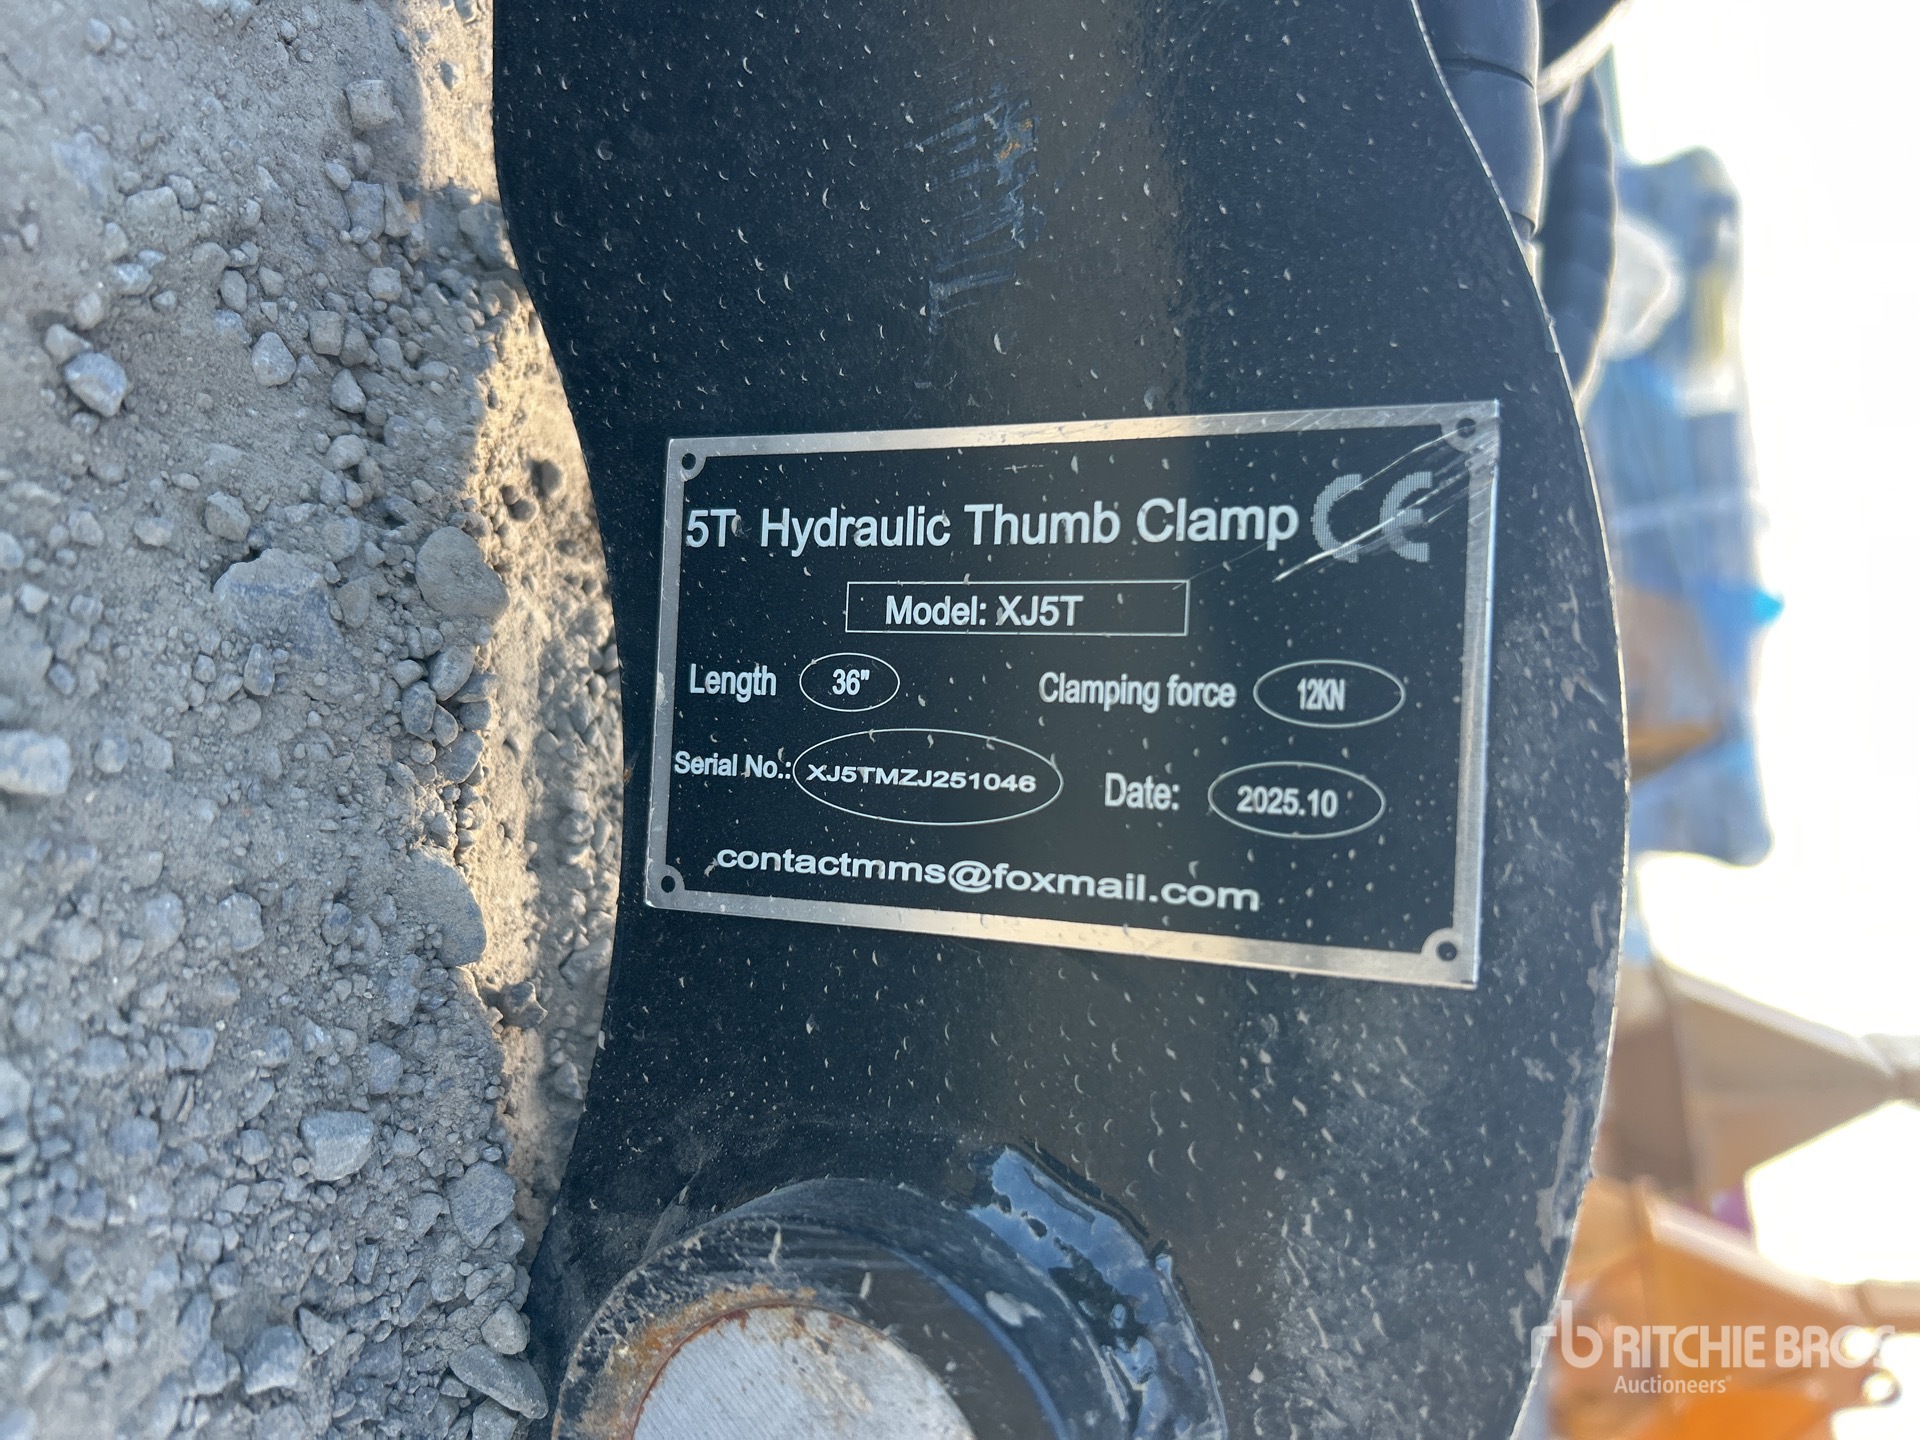 5T Hydraulic Thumb Clamp CE
Model: XJ5T
Length 36" Clamping force 12KN
Serial No.: XJ5TMZJ251046 Date: 2025.10
contactmms@foxmail.com
rb RITCHIE BROS
Auctioneers